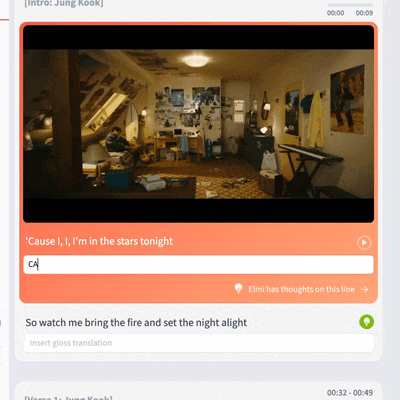 [Intro: Jung Kook]
00:00 00:09
'Cause I, I, I'm in the stars tonight
CA
Elmi has thoughts on this line →
So watch me bring the fire and set the night alight
Insert gloss translation
00:32 - 00:49
[Verse 1: Jung Kook]